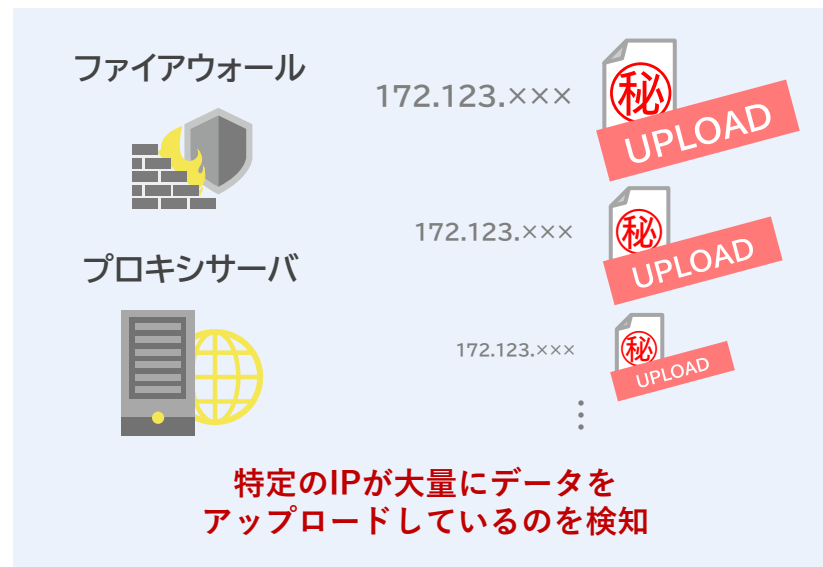 ファイアウォール
172.123.×××
秘
UPLOAD
プロキシサーバ
172.123.×××
秘
UPLOAD
172.123.×××
秘
UPLOAD
⋮
特定のIPが大量にデータを
アップロードしているのを検知